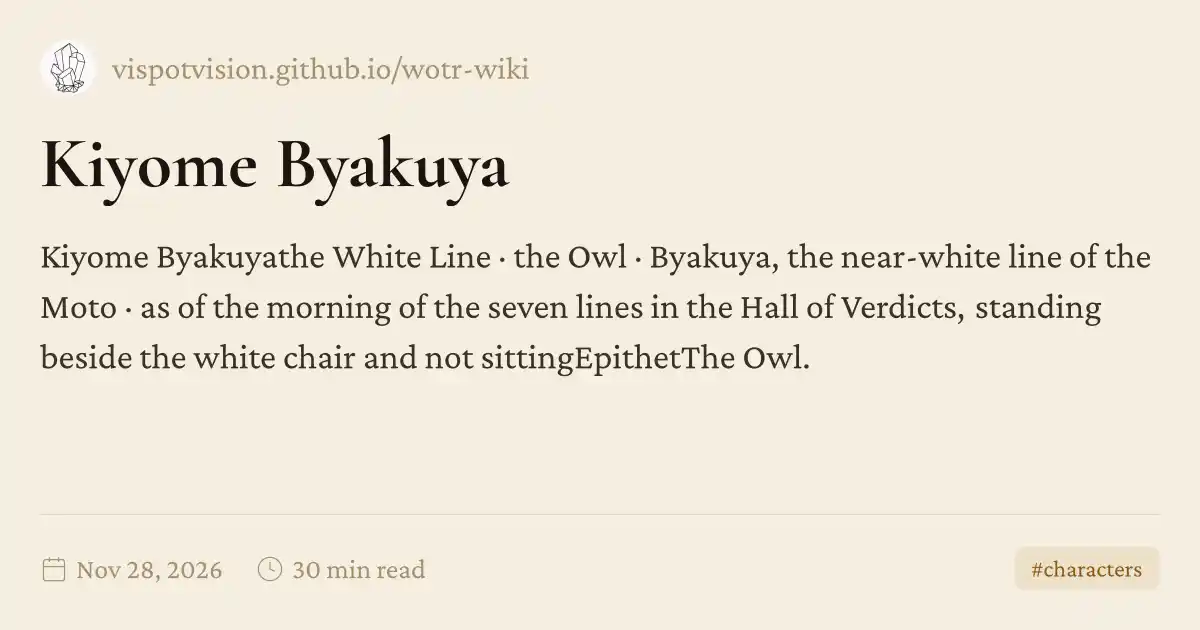 vispotvision.github.io/wotr-wiki
Kiyome Byakuya
Kiyome Byakuyathe White Line · the Owl · Byakuya, the near-white line of the
Moto · as of the morning of the seven lines in the Hall of Verdicts, standing
beside the white chair and not sittingEpithetThe Owl.
Nov 28, 2026
30 min read
#characters